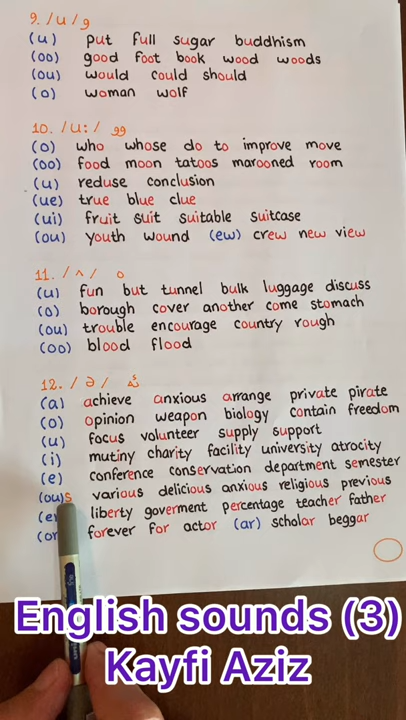 9. /u/ و
(u) put full sugar buddhism
(oo) good foot book wood woods
(ou) would could should
(o) woman wolf
10. /u:/ وو
(o) who whose do to improve move
(oo) food moon tatoos marooned room
(u) reduse conclusion
(ue) true blue clue
(ui) fruit suit suitable suitcase
(ou) youth wound (ew) crew new view
11. /ʌ/ o
(u) fun but tunnel bulk luggage discuss
(o) borough cover another come stomach
(ou) trouble encourage country rough
(oo) blood flood
12. /ə/
(a) achieve anxious arrange private pirate
(o) opinion weapon biology contain freedom
(u) focus volunteer supply support
(i) mutiny charity facility university atrocity
(e) conference conservation department semester
(ou)s various delicious anxious religious previous
liberty goverment percentage teacher father
(or forever for actor (ar) scholar beggar
English sounds (3)
Kayfi Aziz